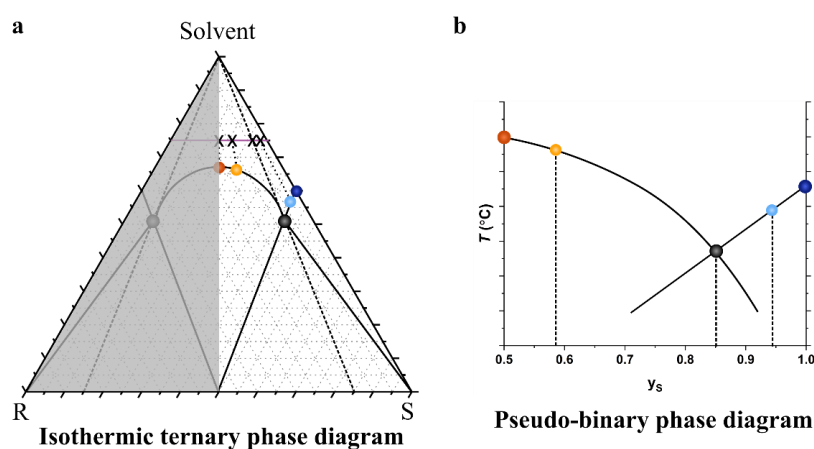 a
Solvent
R
S
Isothermic ternary phase diagram
b
T (°C)
0.5 0.6 0.7 0.8 0.9 1.0
yS
Pseudo-binary phase diagram